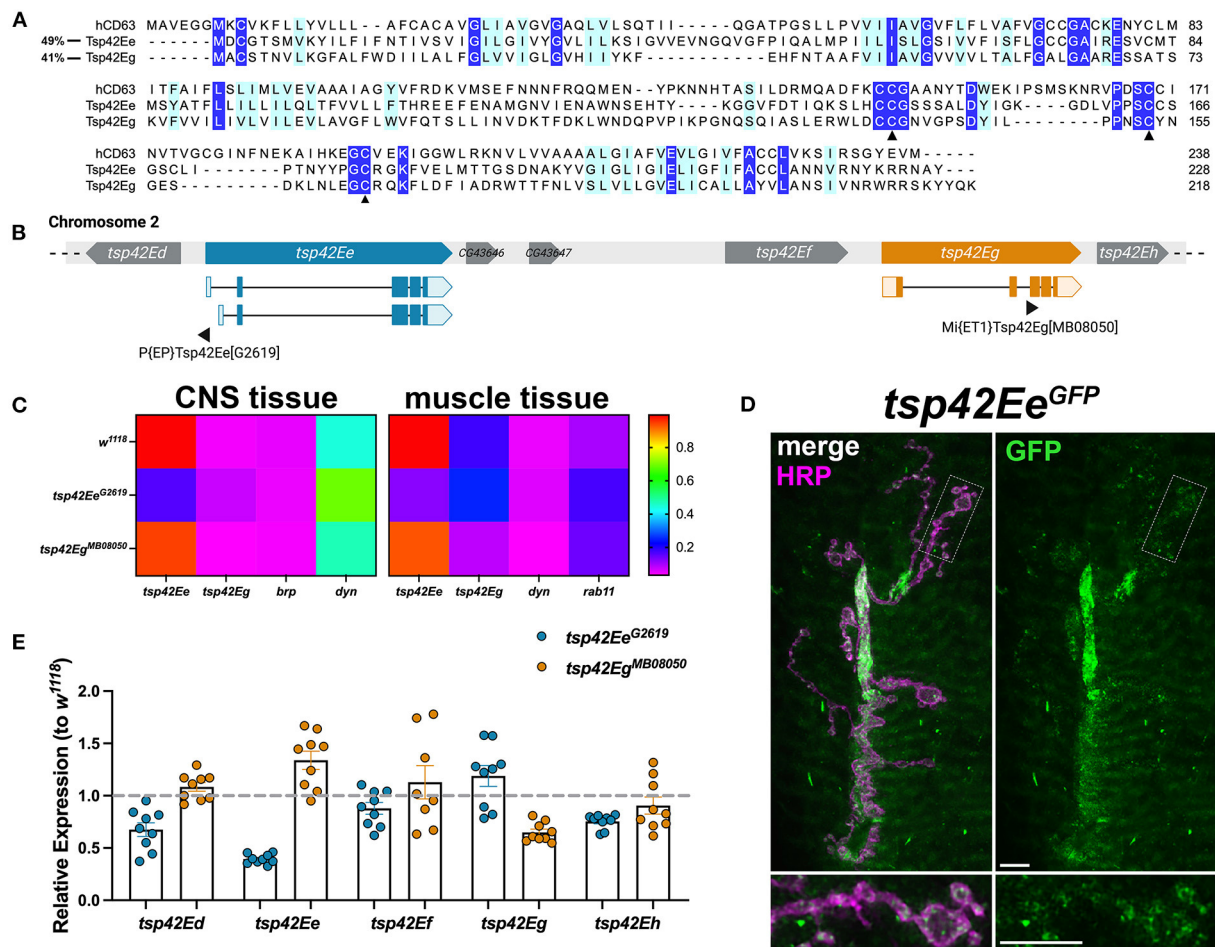 A
hCD63 MAVEGGMKCVKFLLYVLLL----AFCACAVGLIAVGVGAQLVLSQTII----QGATPGSLLPVVIIAVGVFLFLVAFVGCCGACKENYCLM 83
49% Tsp42Ee ------MDCGTSMVKYILFIFNTIVSVIGILGIVYGVLILKSIGVVEVNGQVGFPIQALMPIILISLGSIVVFISFLGCCGAIRESVCMT 84
41% Tsp42Eg ------MACSTNVLKGFALFWDIILALFGLVVIGLGVHIIYKF--------EHFNTAAFVIIAVGVVVVLTALFGALGAARESSATS 73
hCD63 ITFAIFLSLIMLVEVAAAIAGYVFRDKVMSEFNNNFRQQMEN--YPKNNHTASILDRMQADFKCCGAANYTDWEKIPSMSKNRVPDSCCI 171
Tsp42Ee MSYATFLLILLILQLTFVVLLFTHREEFENAMGNVIENAWNSEHTY----KGGVFDTIQKSLHCCGSSSALDYIGK----GDLVPPSCCS 166
Tsp42Eg KVFVVILIVLVILEVLAVGFLWVFQTSLLINVDKTFDKLWNDQPVPIKPGNQSQIASLERWLDCCGNVGPSDYIL--------PPNSCYN 155
hCD63 NVTVGCGINFNEKAIHKEGCVEKIGGWLRKNVLVVAAAALGIAFVEVLGIVFACCLVKSIRSGYEVM---- 238
Tsp42Ee GSCLI------PTNYYPGCRGKFVELMTTGSDNAKYVGIGLIGIELIGFIFACCLANNVRNYKRRNAY--- 228
Tsp42Eg GES--------DKLNLEGCRQKFLDFIADRWTTFNLVSLVLLGVELICALLAYVLANSIVNRWRRSKYYQK 218
B
Chromosome 2
tsp42Ed tsp42Ee CG43646 CG43647 tsp42Ef tsp42Eg tsp42Eh
P{EP}Tsp42Ee[G2619]
Mi{ET1}Tsp42Eg[MB08050]
C
CNS tissue muscle tissue
w1118
tsp42EeG2619
tsp42EgMB08050
0.8
0.6
0.4
0.2
tsp42Ee tsp42Eg brp dyn tsp42Ee tsp42Eg dyn rab11
D
tsp42EeGFP
merge
HRP
GFP
E
tsp42EeG2619
tsp42EgMB08050
Relative Expression (to w1118)
2.0
1.5
1.0
0.5
0.0
tsp42Ed tsp42Ee tsp42Ef tsp42Eg tsp42Eh